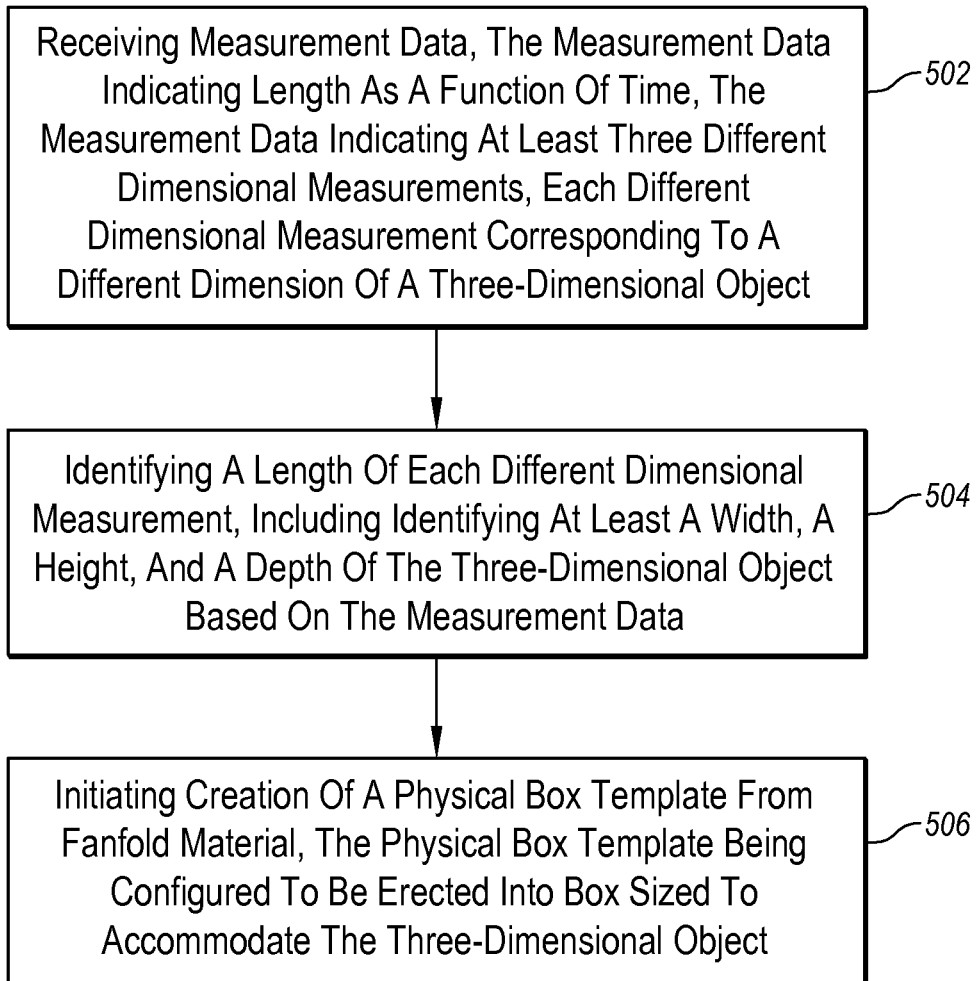 Receiving Measurement Data, The Measurement Data
Indicating Length As A Function Of Time, The
Measurement Data Indicating At Least Three Different
Dimensional Measurements, Each Different
Dimensional Measurement Corresponding To A
Different Dimension Of A Three-Dimensional Object
502
Identifying A Length Of Each Different Dimensional
Measurement, Including Identifying At Least A Width, A
Height, And A Depth Of The Three-Dimensional Object
Based On The Measurement Data
504
Initiating Creation Of A Physical Box Template From
Fanfold Material, The Physical Box Template Being
Configured To Be Erected Into Box Sized To
Accommodate The Three-Dimensional Object
506